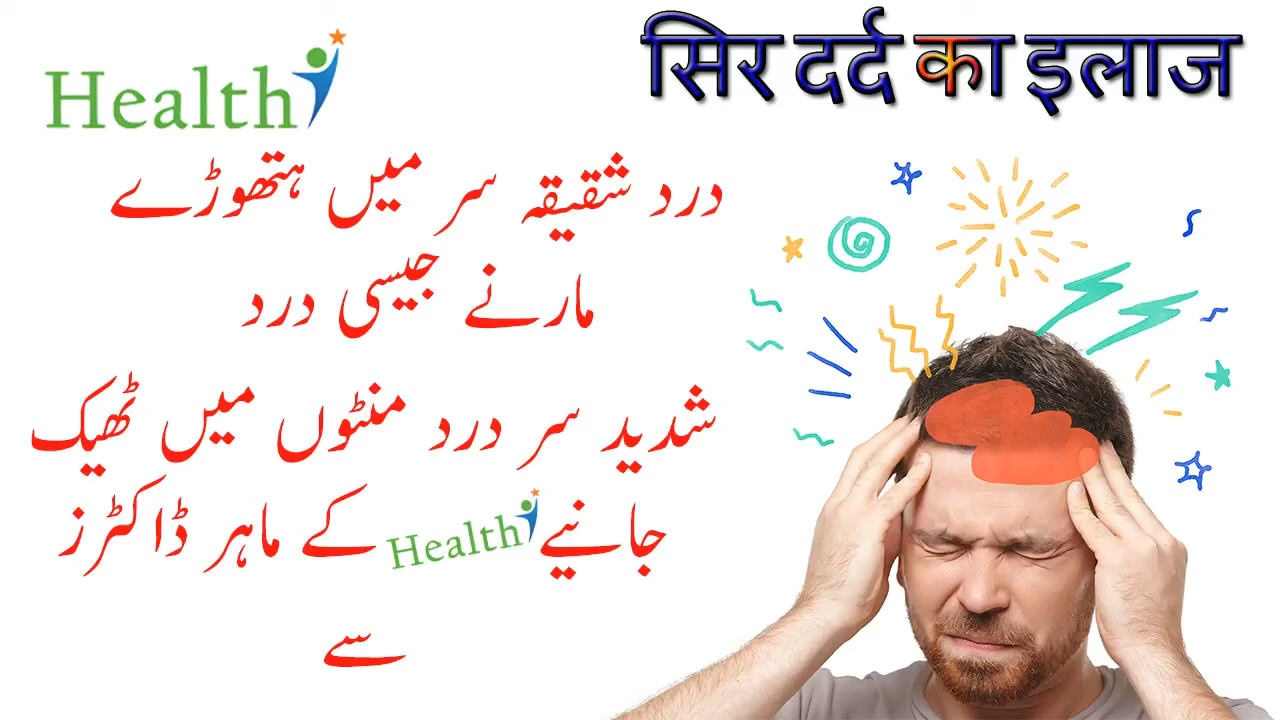 Health
सिर दर्द का इलाज
درد شقیقہ سر میں ہتھوڑے
مارنے جیسی درد
شدید سر درد منٹوں میں ٹھیک
جانیے Health کے ماہر ڈاکٹرز
سے